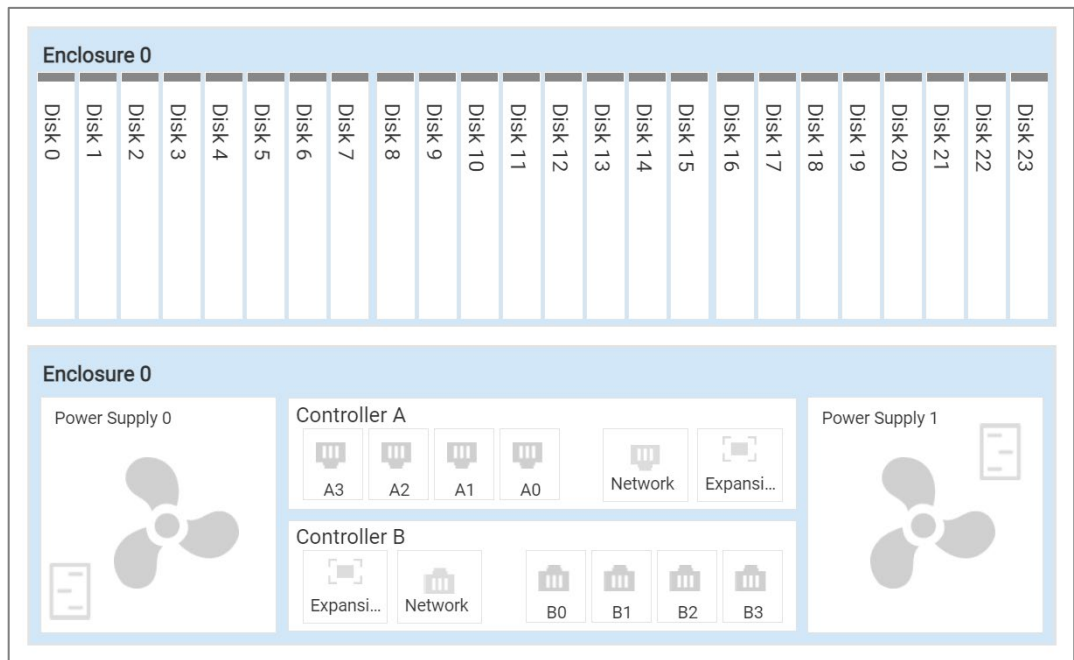 Enclosure 0
Disk 0
Disk 1
Disk 2
Disk 3
Disk 4
Disk 5
Disk 6
Disk 7
Disk 8
Disk 9
Disk 10
Disk 11
Disk 12
Disk 13
Disk 14
Disk 15
Disk 16
Disk 17
Disk 18
Disk 19
Disk 20
Disk 21
Disk 22
Disk 23
Enclosure 0
Power Supply 0
Controller A
A3
A2
A1
A0
Network
Expansi...
Controller B
Expansi...
Network
B0
B1
B2
B3
Power Supply 1